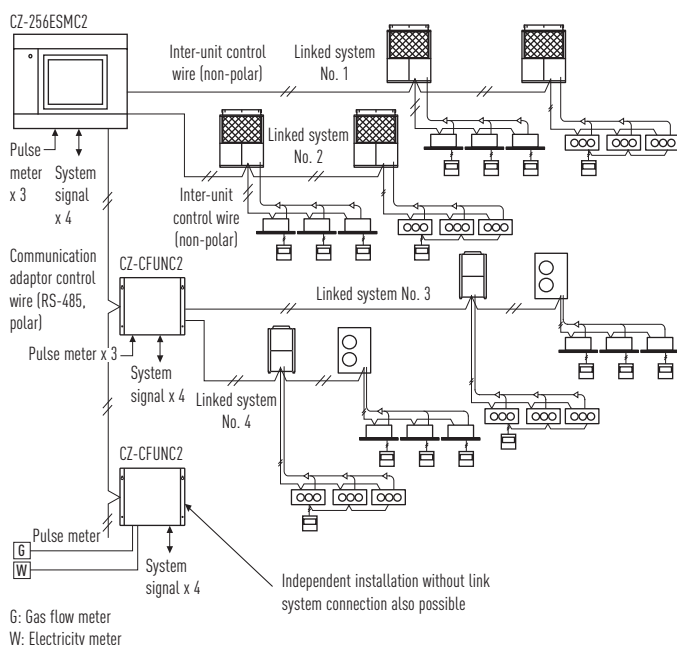 CZ-256ESMC2
Inter-unit control
wire (non-polar)
Linked system
No. 1
Linked system
No. 2
Pulse
meter
x 3
System
signal
x 4
Inter-unit
control wire
(non-polar)
Communication
adaptor control
wire (RS-485,
polar)
CZ-CFUNC2
Linked system No. 3
Pulse meter x 3
System
signal x 4
Linked system
No. 4
CZ-CFUNC2
Pulse meter
G
W
System
signal x 4
Independent installation without link
system connection also possible
G: Gas flow meter
W: Electricity meter